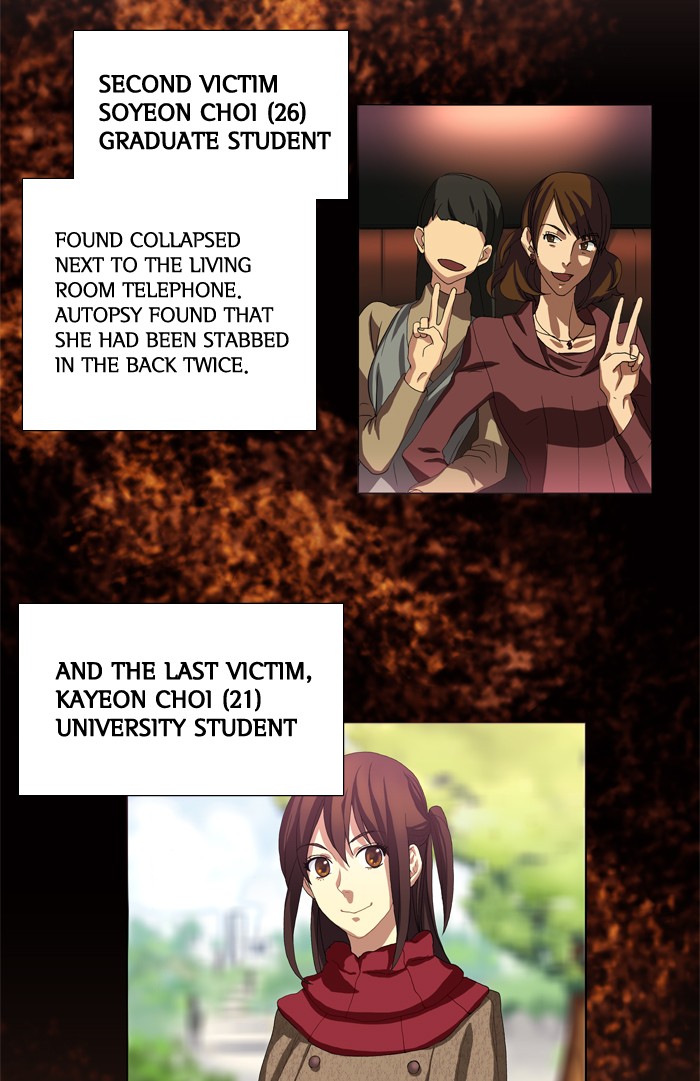 SECOND VICTIM
SOYEON CHOI (26)
GRADUATE STUDENT
FOUND COLLAPSED
NEXT TO THE LIVING
ROOM TELEPHONE.
AUTOPSY FOUND THAT
SHE HAD BEEN STABBED
IN THE BACK TWICE.
AND THE LAST VICTIM,
KAYEON CHOI (21)
UNIVERSITY STUDENT